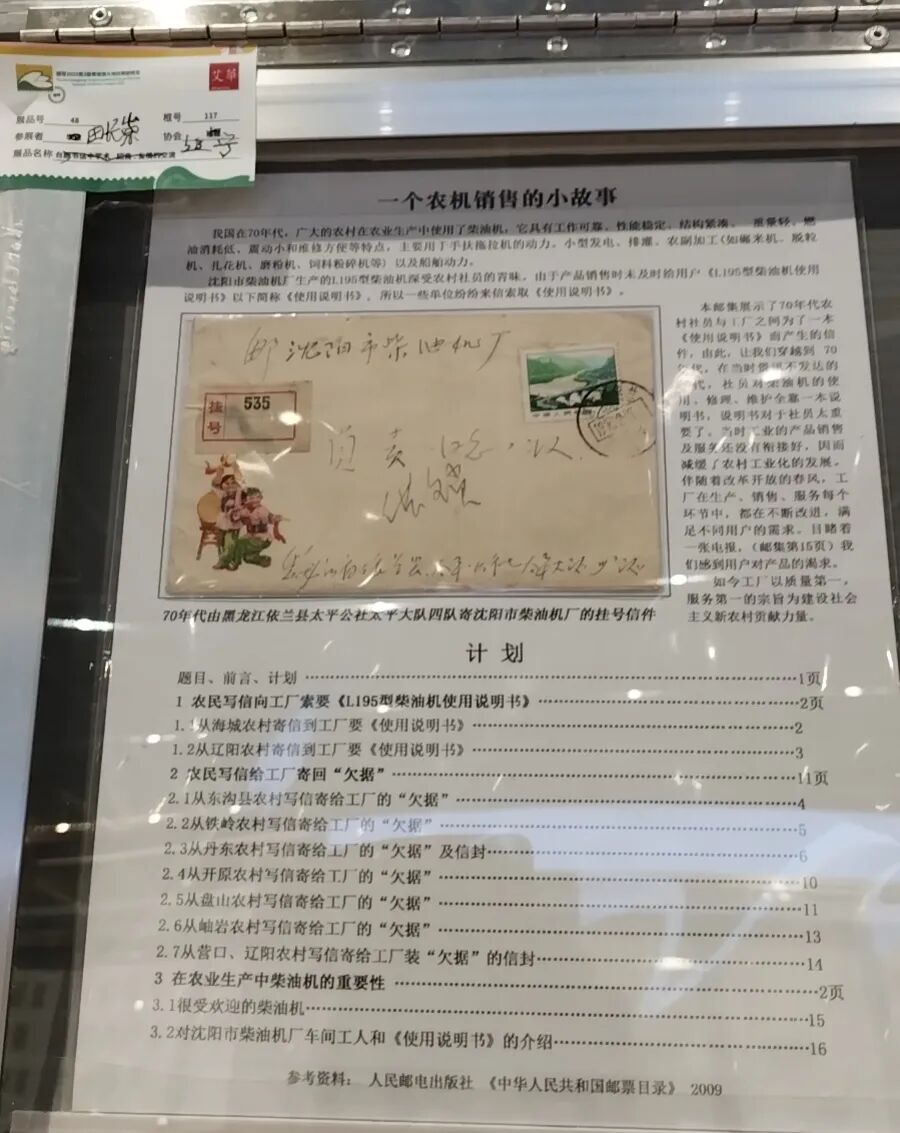 艾草
展品号 48 框号 117
参展者 田长荣 协会
展品名称
一个农机销售的小故事
我国在70年代，广大的农村在农业生产中使用了柴油机，它具有工作可靠、性能稳定、结构紧凑、重量轻、燃
油消耗低、震动小和维修方便等特点，主要用于手扶拖拉机的动力。小型发电、排灌、农副加工(如碾米机、脱粒
机、扎花机、磨粉机、饲料粉碎机等）以及船舶动力。
沈阳市柴油机厂生产的L195型柴油机深受农村社员的青睐。由于产品销售时未及时给用户《L195型柴油机使用
说明书》以下简称《使用说明书》。所以一些单位纷纷来信索取《使用说明书》。
邮沈阳市柴油机厂
挂号 535
本邮集展示了70年代农
村社员与工厂之间为了一本
《使用说明书》而产生的信
件，由此，让我们穿越到 70
年代，在当时资讯不发达的
年代，社员对柴油机的使
用、修理、维护全靠一本说
明书，说明书对于社员太重
要了。当时工业的产品销售
及服务还没有衔接好，因而
减缓了农村工业化的发展。
伴随着改革开放的春风，工
厂在生产、销售、服务每个
环节中，都在不断改进，满
足不同用户的需求。目睹着
一张电报，（邮集第15页）我
们感到用户对产品的渴求。
如今工厂以质量第一，
服务第一的宗旨为建设社会
主义新农村贡献力量。
70年代由黑龙江依兰县太平公社太平大队四队寄沈阳市柴油机厂的挂号信件
计 划
题目、前言、计划 1页
1 农民写信向工厂索要《L195型柴油机使用说明书》 2页
1.1从海城农村寄信到工厂要《使用说明书》 2
1.2从辽阳农村寄信到工厂要《使用说明书》 3
2 农民写信给工厂寄回“欠据” 11页
2.1从东沟县农村写信寄给工厂的“欠据” 4
2.2从铁岭农村写信寄给工厂的“欠据” 5
2.3从丹东农村写信寄给工厂的“欠据”及信封 6
2.4从开原农村写信寄给工厂的“欠据” 10
2.5从盘山农村写信寄给工厂的“欠据” 11
2.6从岫岩农村写信寄给工厂的“欠据” 13
2.7从营口、辽阳农村写信寄给工厂装“欠据”的信封 14
3 在农业生产中柴油机的重要性 2页
3.1很受欢迎的柴油机 15
3.2对沈阳市柴油机厂车间工人和《使用说明书》的介绍 16
参考资料： 人民邮电出版社 《中华人民共和国邮票目录》 2009